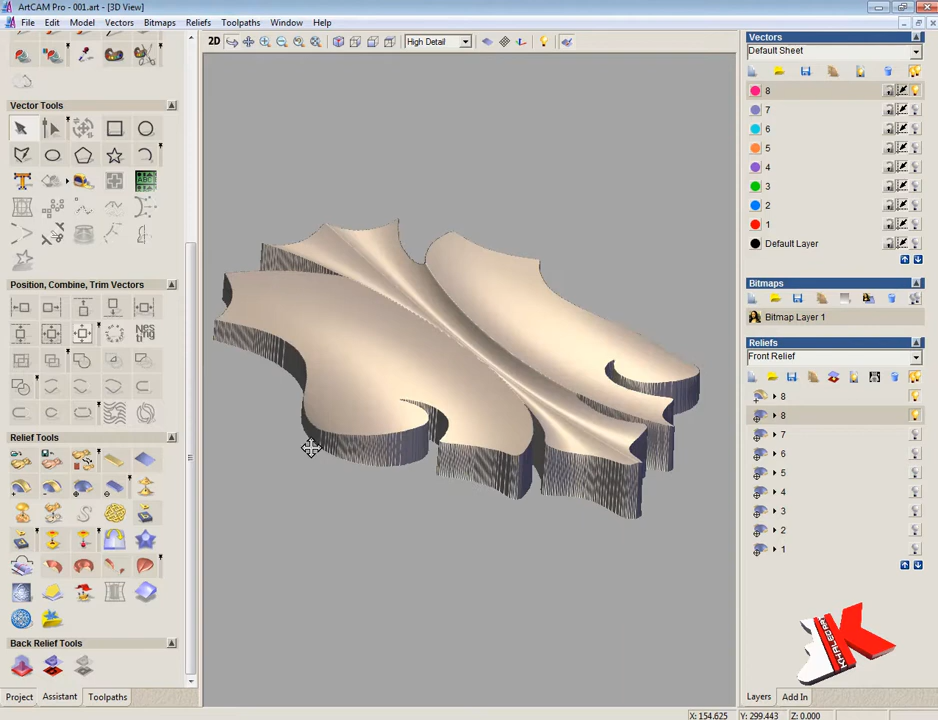 ArtCAM Pro - 001.art - [3D View]
File Edit Model Vectors Bitmaps Reliefs Toolpaths Window Help
2D
High Detail
Vector Tools
Position, Combine, Trim Vectors
Relief Tools
Back Relief Tools
Project Assistant Toolpaths
Vectors
Default Sheet
8
7
6
5
4
3
2
1
Default Layer
Bitmaps
Bitmap Layer 1
Reliefs
Front Relief
8
8
7
6
5
4
3
2
1
Layers Add In
X: 154.625 Y: 299.443 Z: 0.000